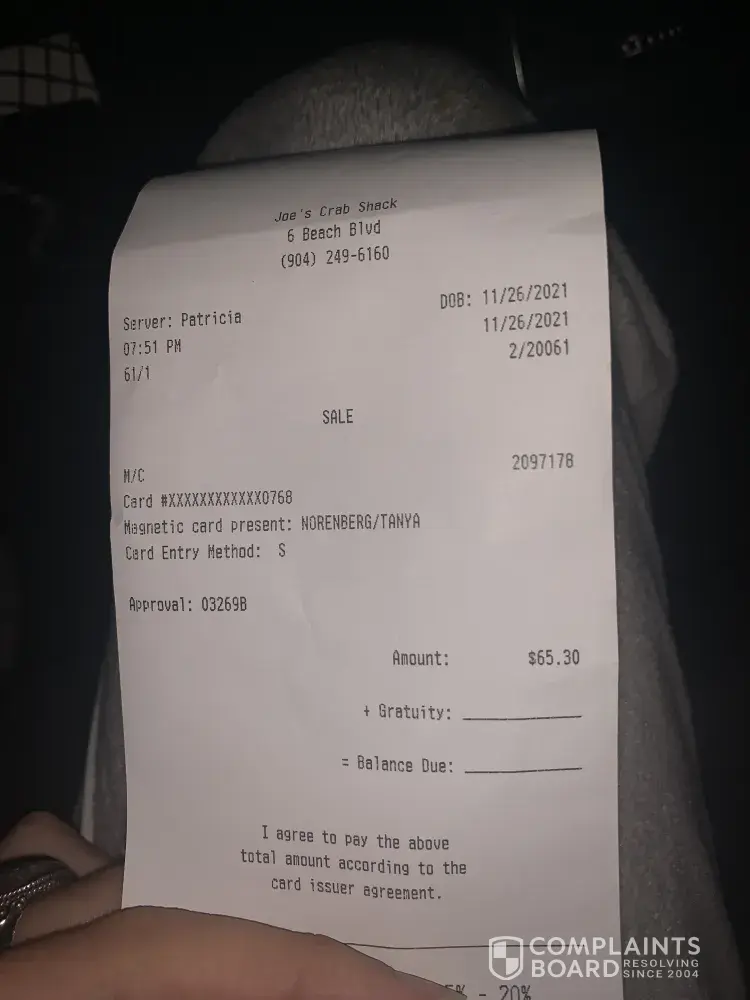 Joe's Crab Shack
6 Beach Blvd
(904) 249-6160
Server: Patricia
DOB: 11/26/2021
07:51 PM
11/26/2021
61/1
2/20061
SALE
M/C
2097178
Card #XXXXXXXXXXXX0768
Magnetic card present: NORENBERG/TANYA
Card Entry Method: S
Approval: 03269B
Amount: $65.30
+ Gratuity:
= Balance Due:
I agree to pay the above
total amount according to the
card issuer agreement.
% - 20%
COMPLAINTS
BOARD RESOLVING
SINCE 2004